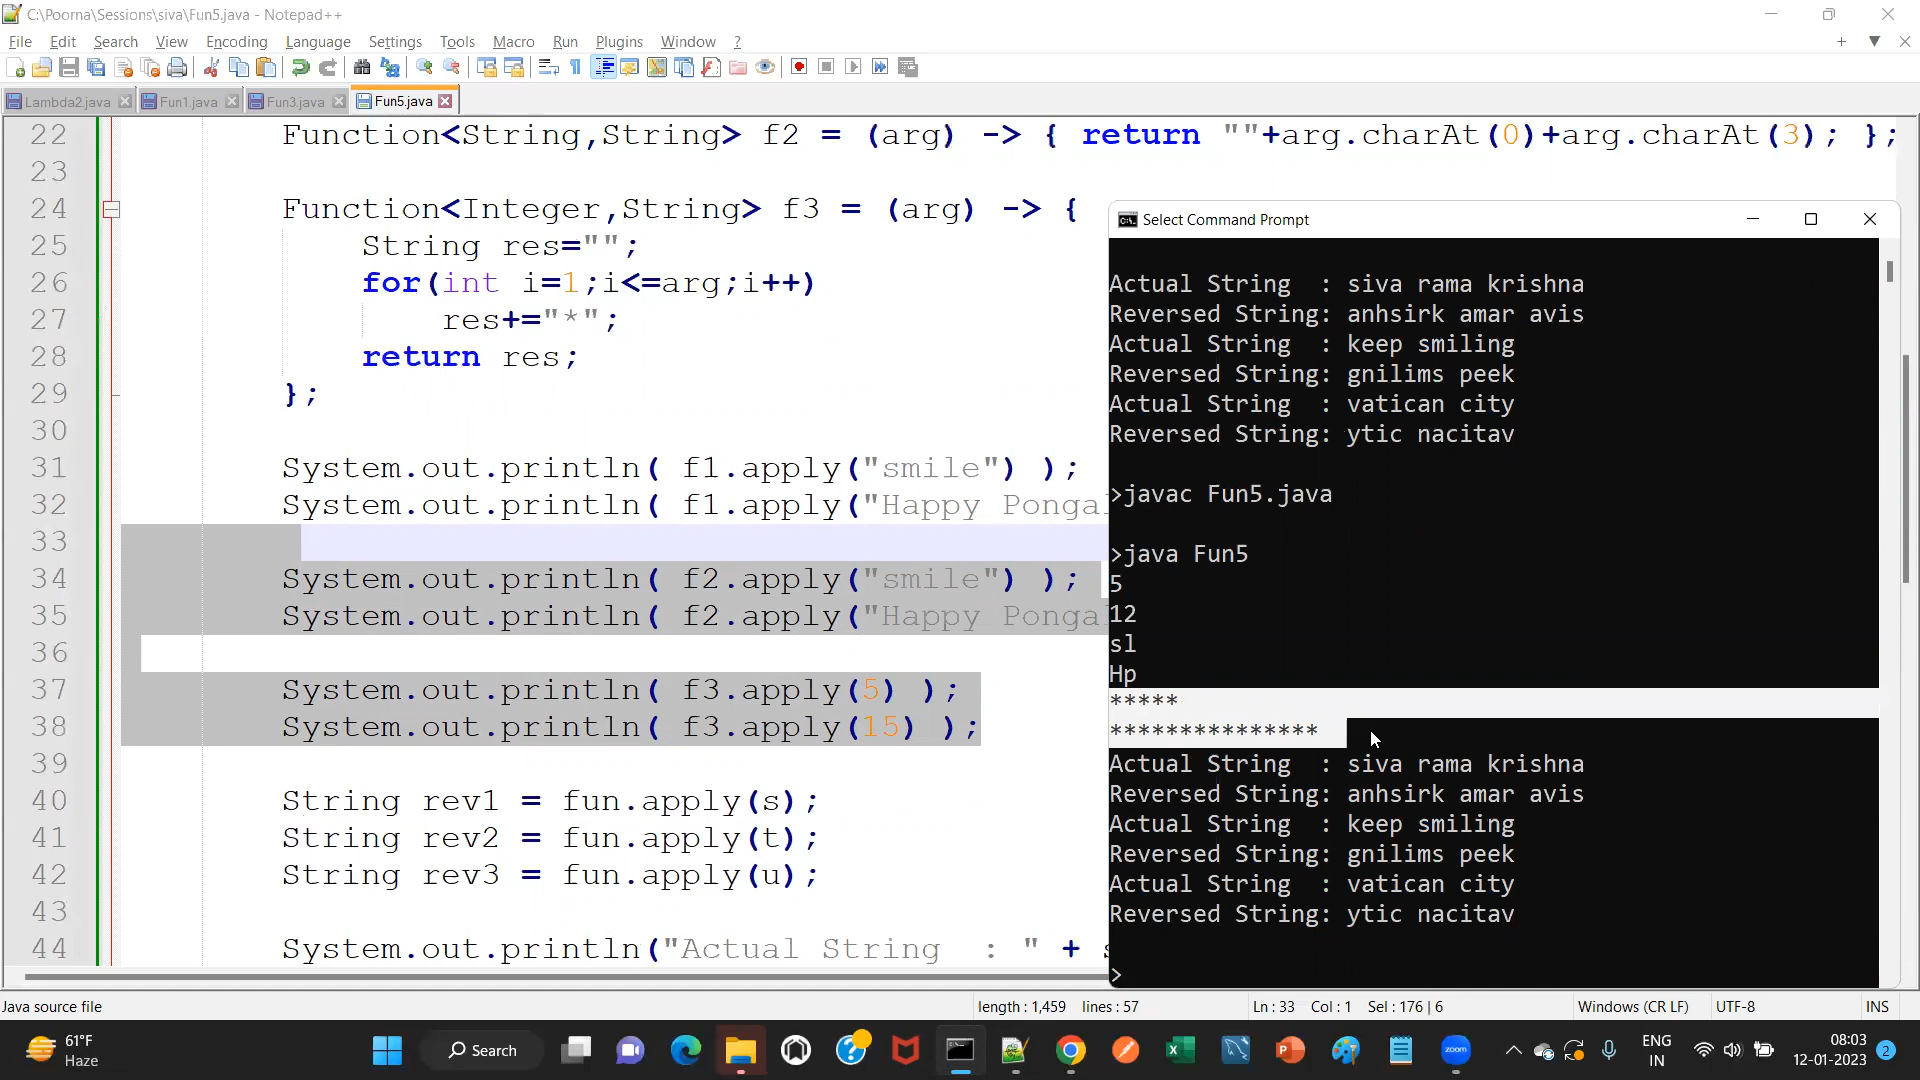 C:\Poorna\Sessions\siva\Fun5.java - Notepad++
File Edit Search View Encoding Language Settings Tools Macro Run Plugins Window ?
Lambda2.java Fun1.java Fun3.java Fun5.java
22 Function<String,String> f2 = (arg) -> { return ""+arg.charAt(0)+arg.charAt(3); };
23
24 Function<Integer,String> f3 = (arg) -> {
25 String res="";
26 for(int i=1;i<=arg;i++)
27 res+="*";
28 return res;
29 };
30
31 System.out.println( f1.apply("smile") );
32 System.out.println( f1.apply("Happy Pongal
33
34 System.out.println( f2.apply("smile") );
35 System.out.println( f2.apply("Happy Pongal
36
37 System.out.println( f3.apply(5) );
38 System.out.println( f3.apply(15) );
39
40 String rev1 = fun.apply(s);
41 String rev2 = fun.apply(t);
42 String rev3 = fun.apply(u);
43
44 System.out.println("Actual String  : " + s
Select Command Prompt
Actual String  : siva rama krishna
Reversed String: anhsirk amar avis
Actual String  : keep smiling
Reversed String: gnilims peek
Actual String  : vatican city
Reversed String: ytic nacitav
>javac Fun5.java
>java Fun5
5
12
sl
Hp
*****
***************
Actual String  : siva rama krishna
Reversed String: anhsirk amar avis
Actual String  : keep smiling
Reversed String: gnilims peek
Actual String  : vatican city
Reversed String: ytic nacitav
>
Java source file length : 1,459 lines : 57 Ln : 33 Col : 1 Sel : 176 | 6 Windows (CR LF) UTF-8 INS
61°F
Haze
Search
zoom
ENG
IN
08:03
12-01-2023
2